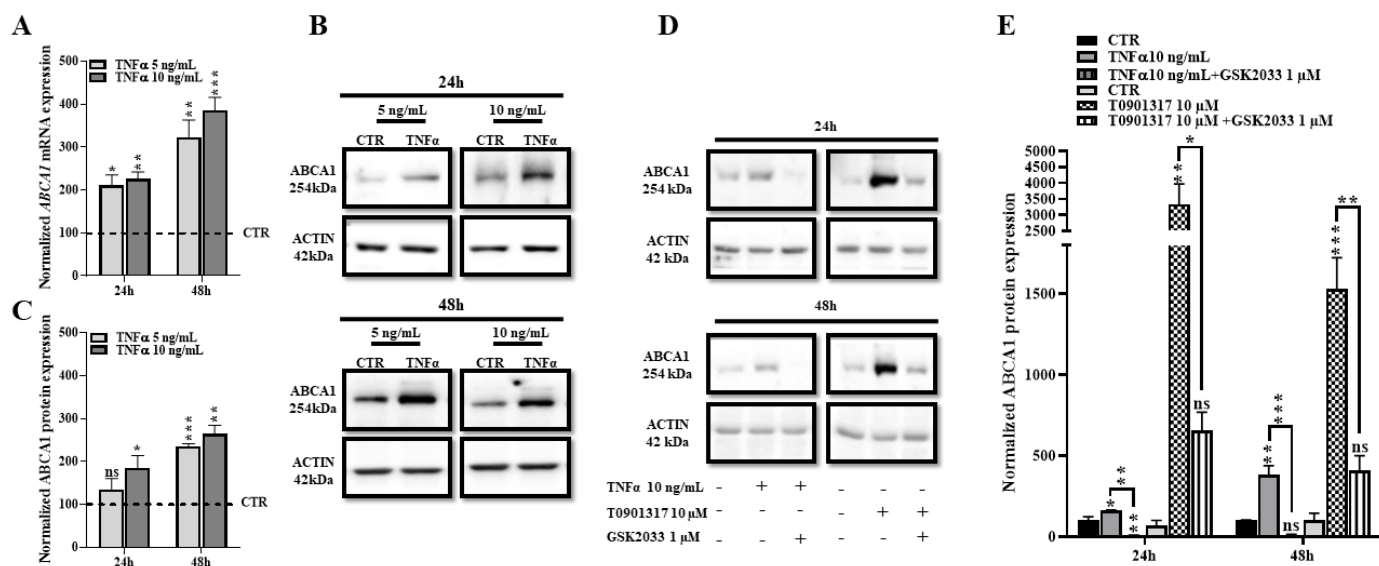 A
Normalized ABCA1 mRNA expression
500
400
300
200
100
0
TNFα 5 ng/mL
TNFα 10 ng/mL
*
**
**
***
CTR
24h
48h
B
24h
5 ng/mL
10 ng/mL
CTR
TNFα
CTR
TNFα
ABCA1
254kDa
ACTIN
42kDa
48h
5 ng/mL
10 ng/mL
CTR
TNFα
CTR
TNFα
ABCA1
254kDa
ACTIN
42kDa
C
Normalized ABCA1 protein expression
500
400
300
200
100
0
TNFα 5 ng/mL
TNFα 10 ng/mL
ns
*
***
**
CTR
24h
48h
D
24h
ABCA1
254 kDa
ACTIN
42 kDa
48h
ABCA1
254 kDa
ACTIN
42 kDa
TNFα 10 ng/mL - + + - - -
T0901317 10 µM - - - - + +
GSK2033 1 µM - - + - - +
E
CTR
TNFα10 ng/mL
TNFα10 ng/mL+GSK2033 1 µM
CTR
T0901317 10 µM
T0901317 10 µM +GSK2033 1 µM
Normalized ABCA1 protein expression
5000
4500
4000
3500
3000
1500
1000
500
0
*
**
**
**
*
ns
**
***
ns
***
**
ns
24h
48h